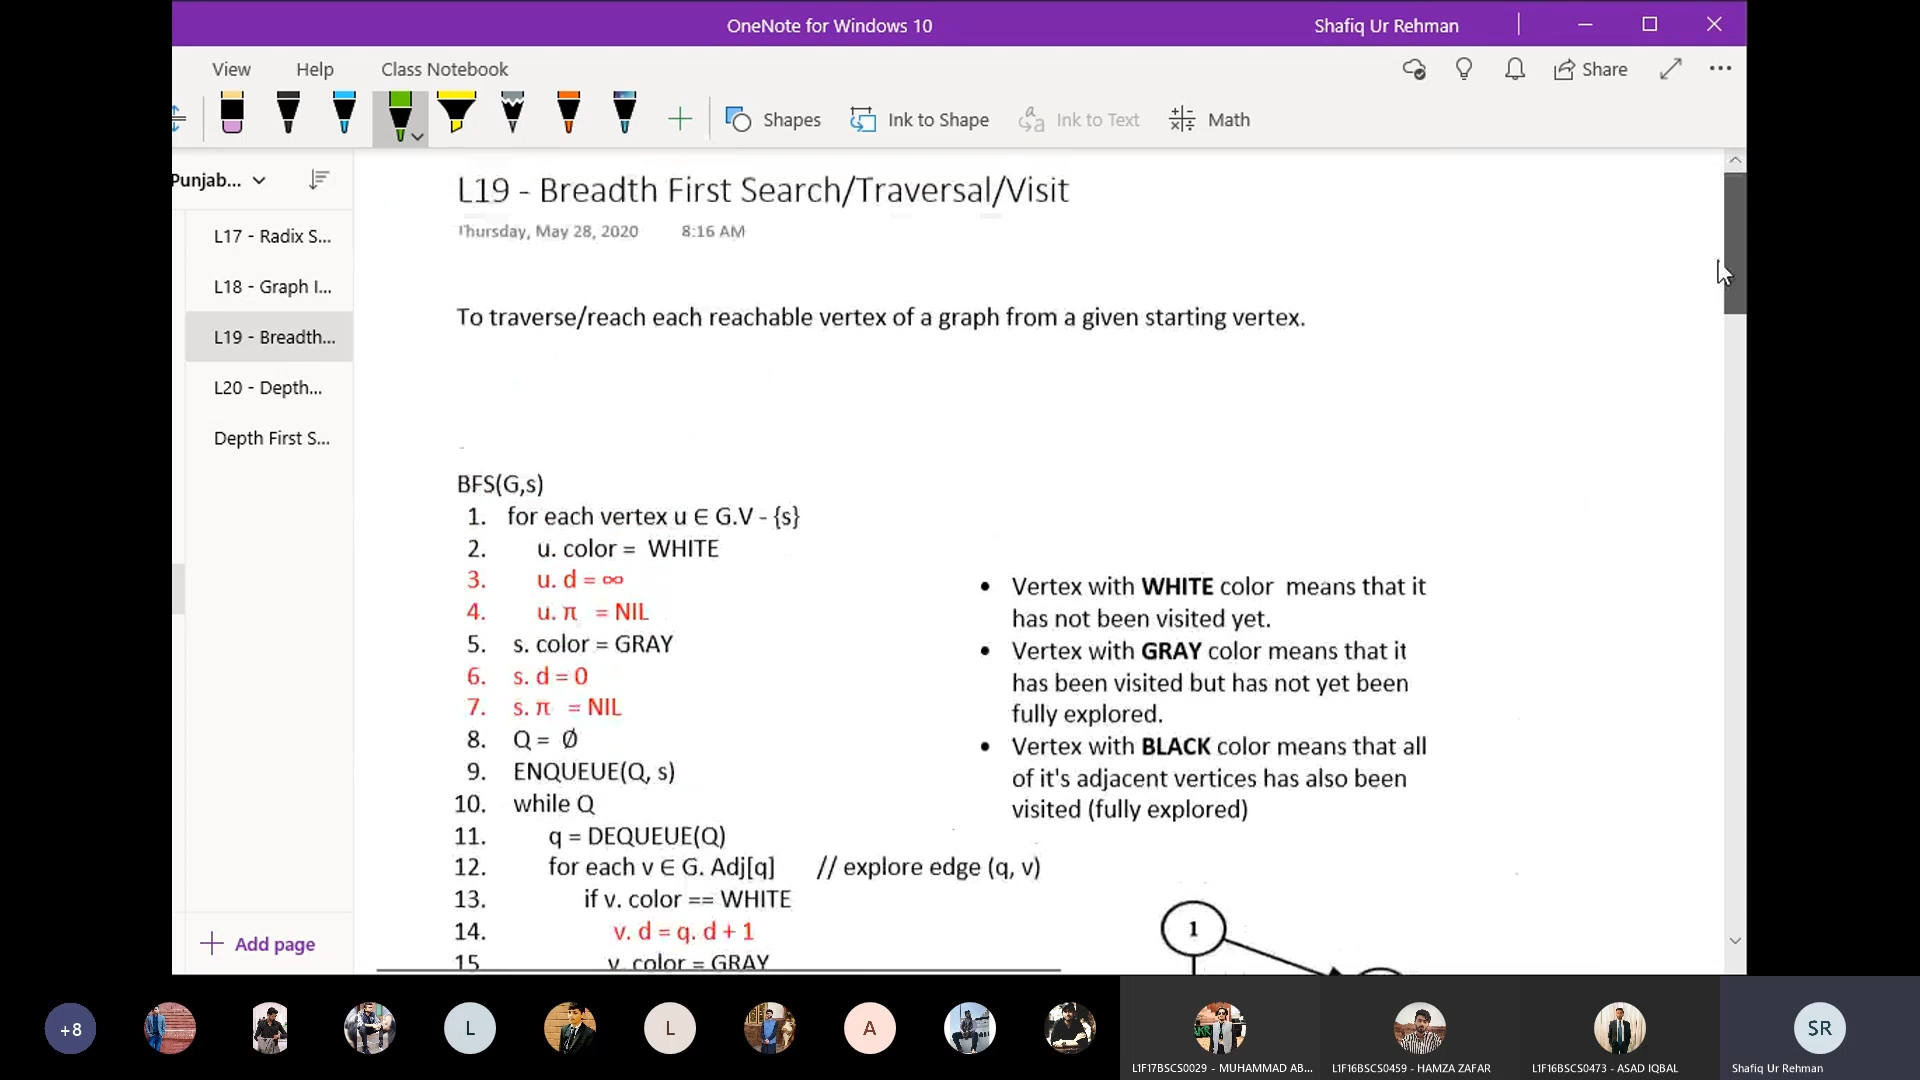 OneNote for Windows 10
Shafiq Ur Rehman
View Help Class Notebook
Share
Shapes Ink to Shape Ink to Text Math
Punjab...
L17 - Radix S...
L18 - Graph I...
L19 - Breadth...
L20 - Depth...
Depth First S...
Add page
L19 - Breadth First Search/Traversal/Visit
Thursday, May 28, 2020 8:16 AM
To traverse/reach each reachable vertex of a graph from a given starting vertex.
BFS(G,s)
1. for each vertex u ∈ G.V - {s}
2. u. color = WHITE
3. u. d = ∞
4. u. π = NIL
5. s. color = GRAY
6. s. d = 0
7. s. π = NIL
8. Q = Ø
9. ENQUEUE(Q, s)
10. while Q
11. q = DEQUEUE(Q)
12. for each v ∈ G. Adj[q] // explore edge (q, v)
13. if v. color == WHITE
14. v. d = q. d + 1
15 v. color = GRAY
• Vertex with WHITE color means that it
has not been visited yet.
• Vertex with GRAY color means that it
has been visited but has not yet been
fully explored.
• Vertex with BLACK color means that all
of it's adjacent vertices has also been
visited (fully explored)
1
+8
L
L
A
SR
L1F17BSCS0029 - MUHAMMAD AB...
L1F16BSCS0459 - HAMZA ZAFAR
L1F16BSCS0473 - ASAD IQBAL
Shafiq Ur Rehman